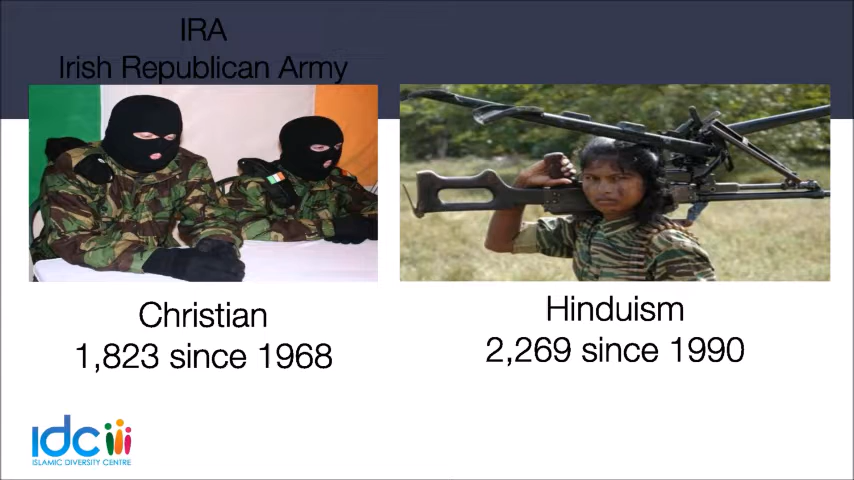 IRA
Irish Republican Army
Christian
1,823 since 1968
Hinduism
2,269 since 1990
idc
ISLAMIC DIVERSITY CENTRE